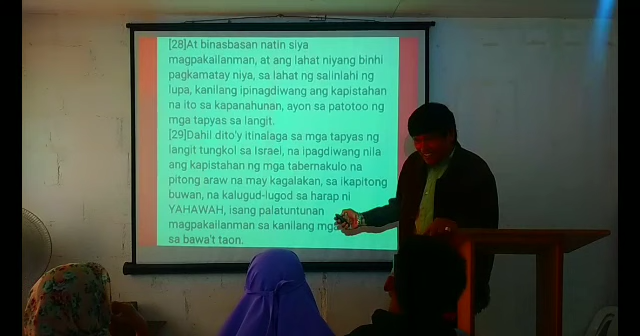 [28]At binasbasan natin siya
magpakailanman, at ang lahat niyang binhi
pagkamatay niya, sa lahat ng salinlahi ng
lupa, kanilang ipinagdiwang ang kapistahan
na ito sa kapanahunan, ayon sa patotoo ng
mga tapyas sa langit.
[29]Dahil dito'y itinalaga sa mga tapyas ng
langit tungkol sa Israel, na ipagdiwang nila
ang kapistahan ng mga tabernakulo na
pitong araw na may kagalakan, sa ikapitong
buwan, na kalugud-lugod sa harap ni
YAHAWAH, isang palatuntunan
magpakailanman sa kanilang mga
sa bawa't taon.